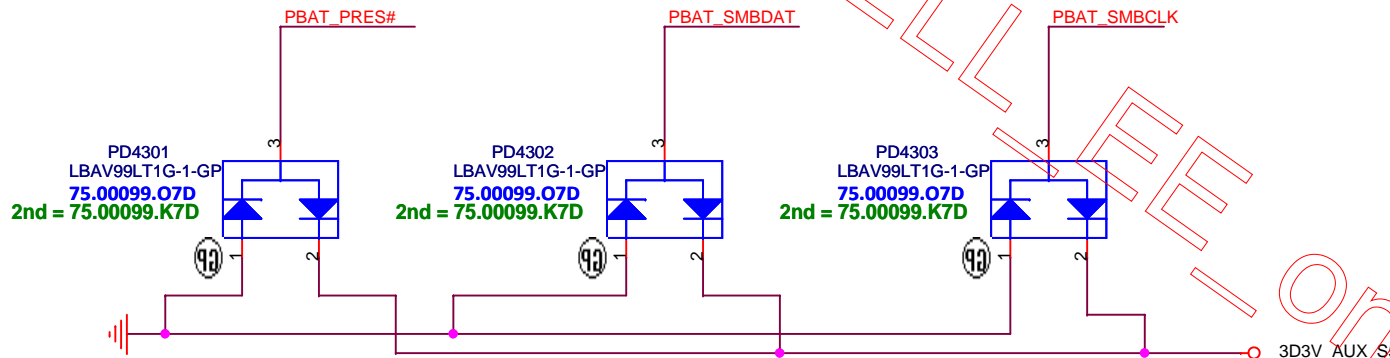 PBAT_PRES#
PBAT_SMBDAT
PBAT_SMBCLK
3
3
3
PD4301
LBAV99LT1G-1-GP
75.00099.O7D
2nd = 75.00099.K7D
PD4302
LBAV99LT1G-1-GP
75.00099.O7D
2nd = 75.00099.K7D
PD4303
LBAV99LT1G-1-GP
75.00099.O7D
2nd = 75.00099.K7D
GP
1
2
GP
1
2
GP
1
2
3D3V_AUX_S
LL_EE_on